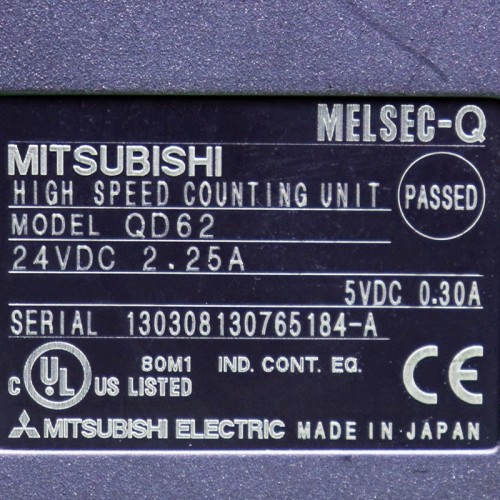 MELSEC-Q
MITSUBISHI
HIGH SPEED COUNTING UNIT
PASSED
MODEL QD62
24VDC 2.25A
5VDC 0.30A
SERIAL 130308130765184-A
C UL US LISTED
80M1 IND. CONT. EQ.
CE
MITSUBISHI ELECTRIC MADE IN JAPAN